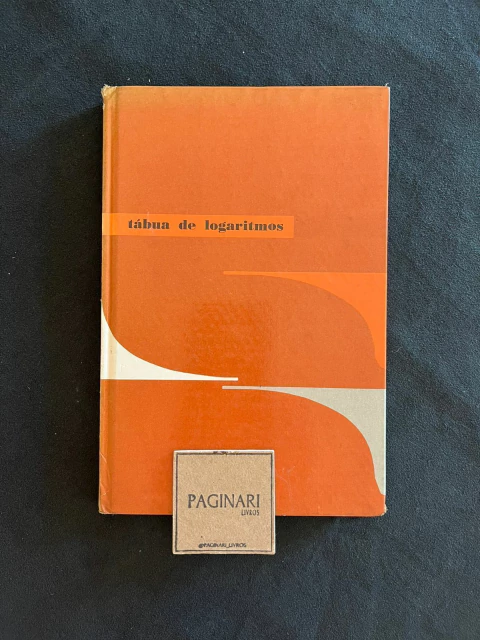 tábua de logaritmos
PAGINARI
LIVROS
@PAGINARI_LIVROS